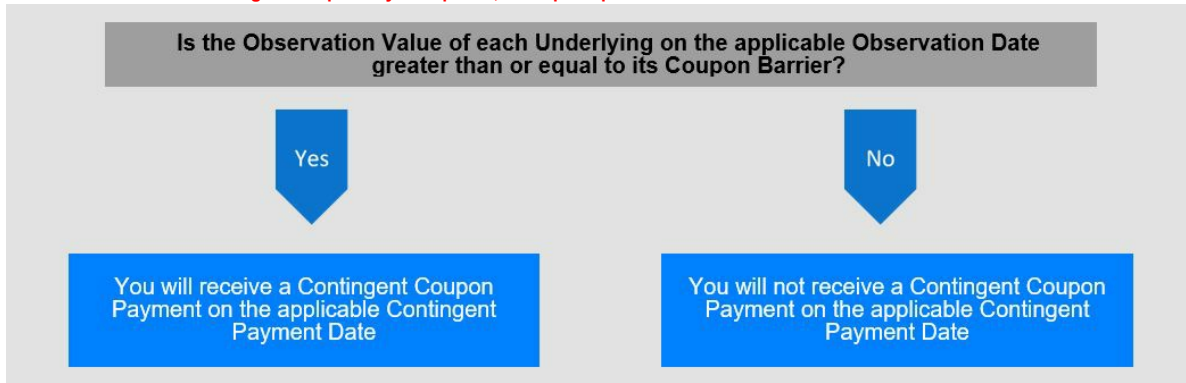 Is the Observation Value of each Underlying on the applicable Observation Date
greater than or equal to its Coupon Barrier?
Yes
No
You will receive a Contingent Coupon
Payment on the applicable Contingent
Payment Date
You will not receive a Contingent Coupon
Payment on the applicable Contingent
Payment Date